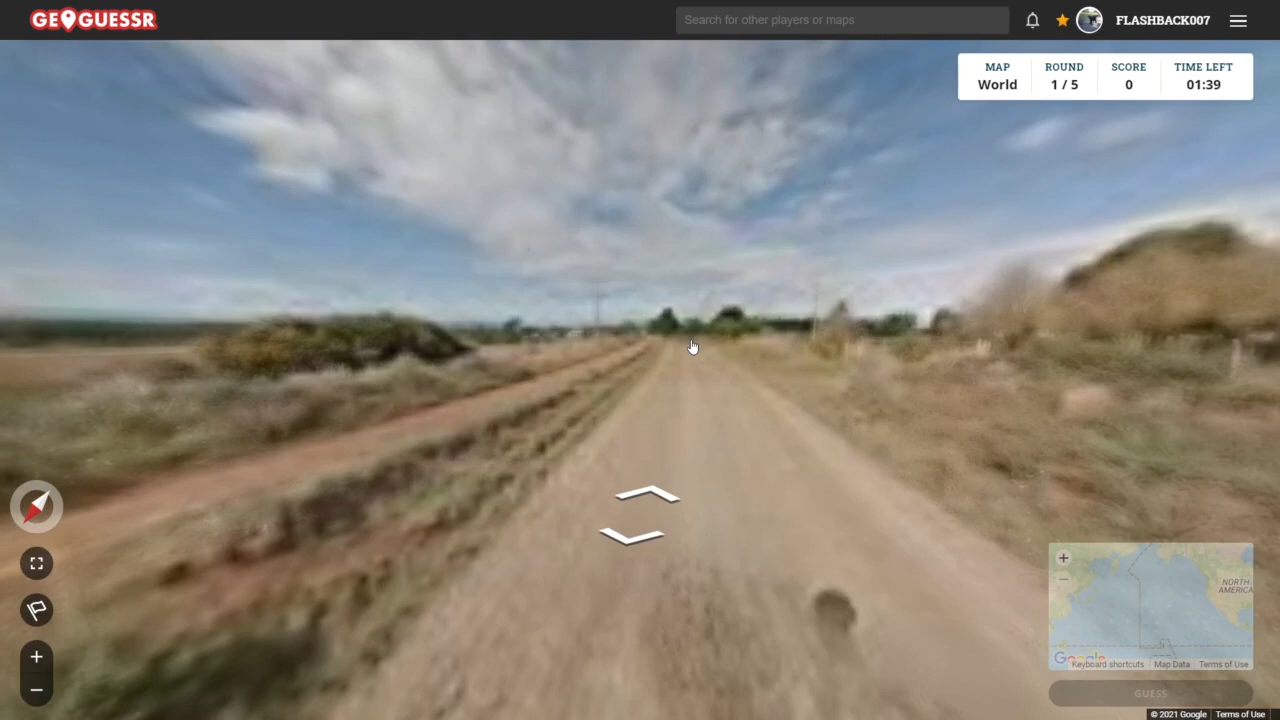 GEOGUESSR
Search for other players or maps
FLASHBACK007
MAP
World
ROUND
1 / 5
SCORE
0
TIME LEFT
01:39
+
−
NORTH
AMERICA
Google
Keyboard shortcuts
Map Data
Terms of Use
GUESS
+
−
© 2021 Google
Terms of Use